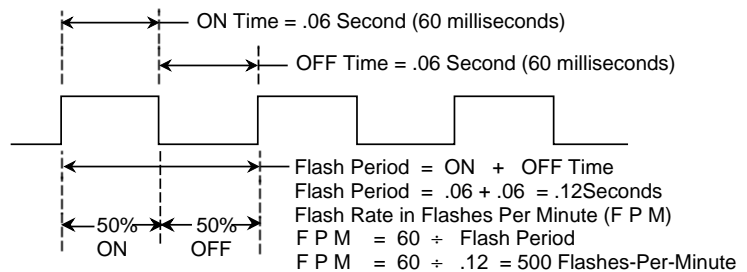 ON Time = .06 Second (60 milliseconds)
OFF Time = .06 Second (60 milliseconds)
Flash Period = ON + OFF Time
Flash Period = .06 + .06 = .12Seconds
Flash Rate in Flashes Per Minute (F P M)
50% 50%
ON OFF
F P M = 60 ÷ Flash Period
F P M = 60 ÷ .12 = 500 Flashes-Per-Minute